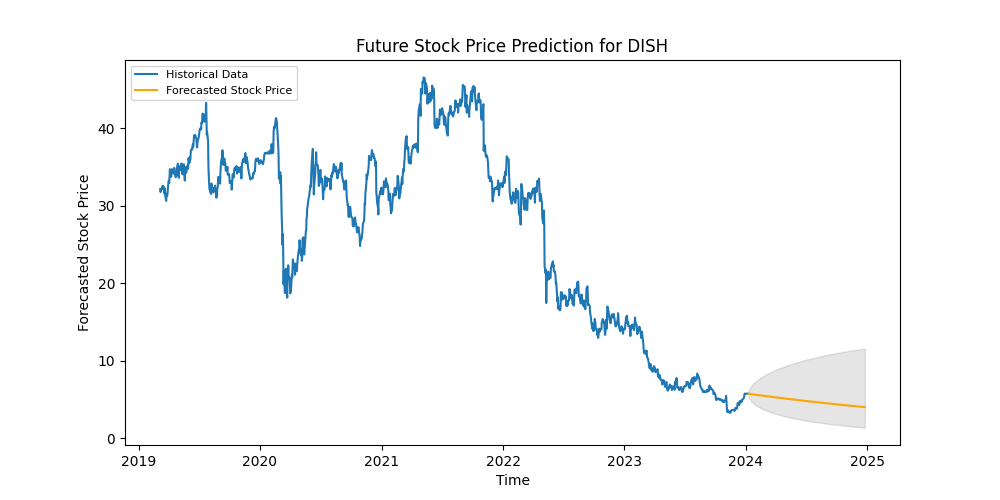 Future Stock Price Prediction for DISH
Historical Data
Forecasted Stock Price
Forecasted Stock Price
40
30
20
10
0
2019 2020 2021 2022 2023 2024 2025
Time